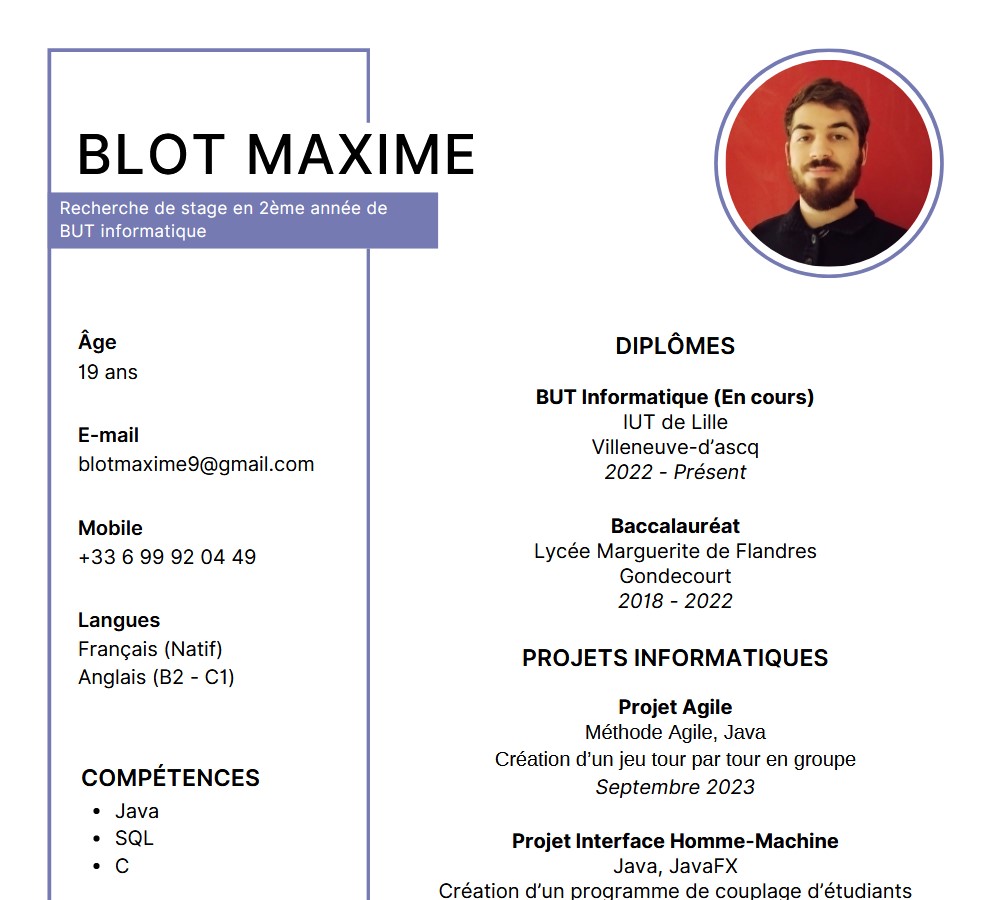 BLOT MAXIME
Recherche de stage en 2ème année de
BUT informatique
Âge
19 ans
E-mail
blotmaxime9@gmail.com
Mobile
+33 6 99 92 04 49
Langues
Français (Natif)
Anglais (B2 - C1)
COMPÉTENCES
• Java
• SQL
• C
DIPLÔMES
BUT Informatique (En cours)
IUT de Lille
Villeneuve-d’ascq
2022 - Présent
Baccalauréat
Lycée Marguerite de Flandres
Gondecourt
2018 - 2022
PROJETS INFORMATIQUES
Projet Agile
Méthode Agile, Java
Création d’un jeu tour par tour en groupe
Septembre 2023
Projet Interface Homme-Machine
Java, JavaFX
Création d’un programme de couplage d’étudiants